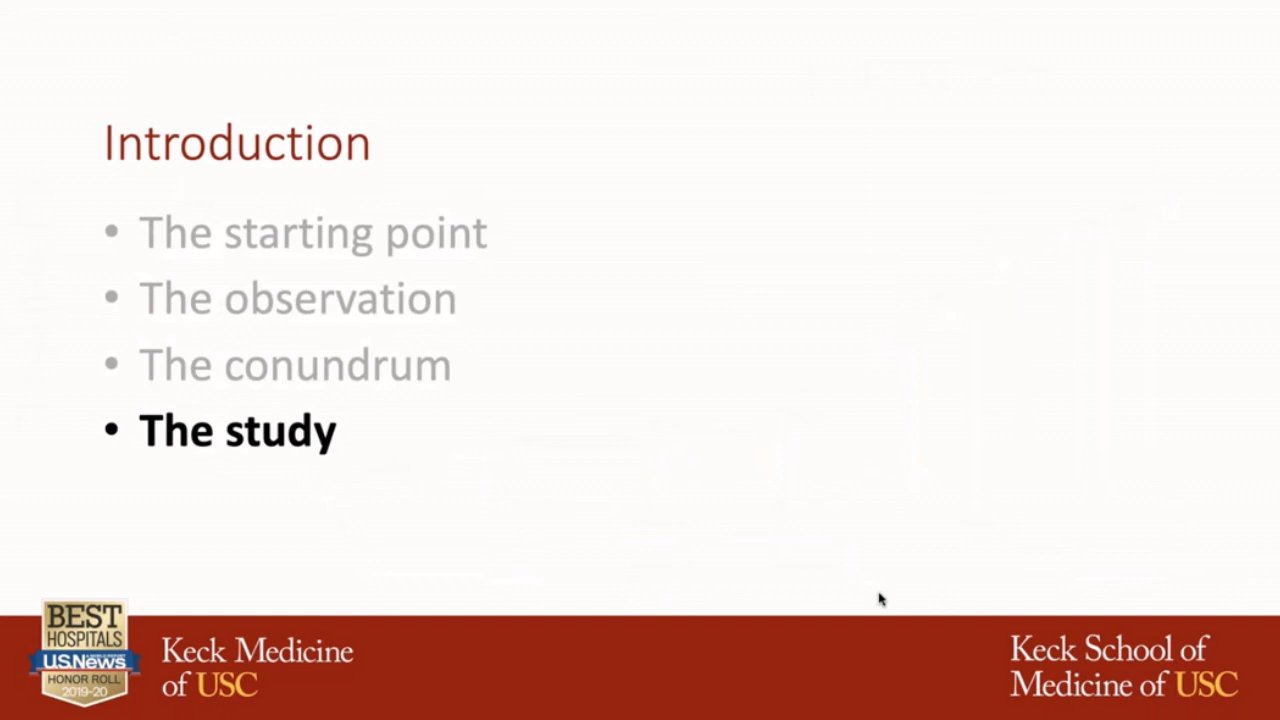 Introduction
• The starting point
• The observation
• The conundrum
• The study
BEST
HOSPITALS
U.S.News
HONOR ROLL
2019-20
Keck Medicine
of USC
Keck School of
Medicine of USC